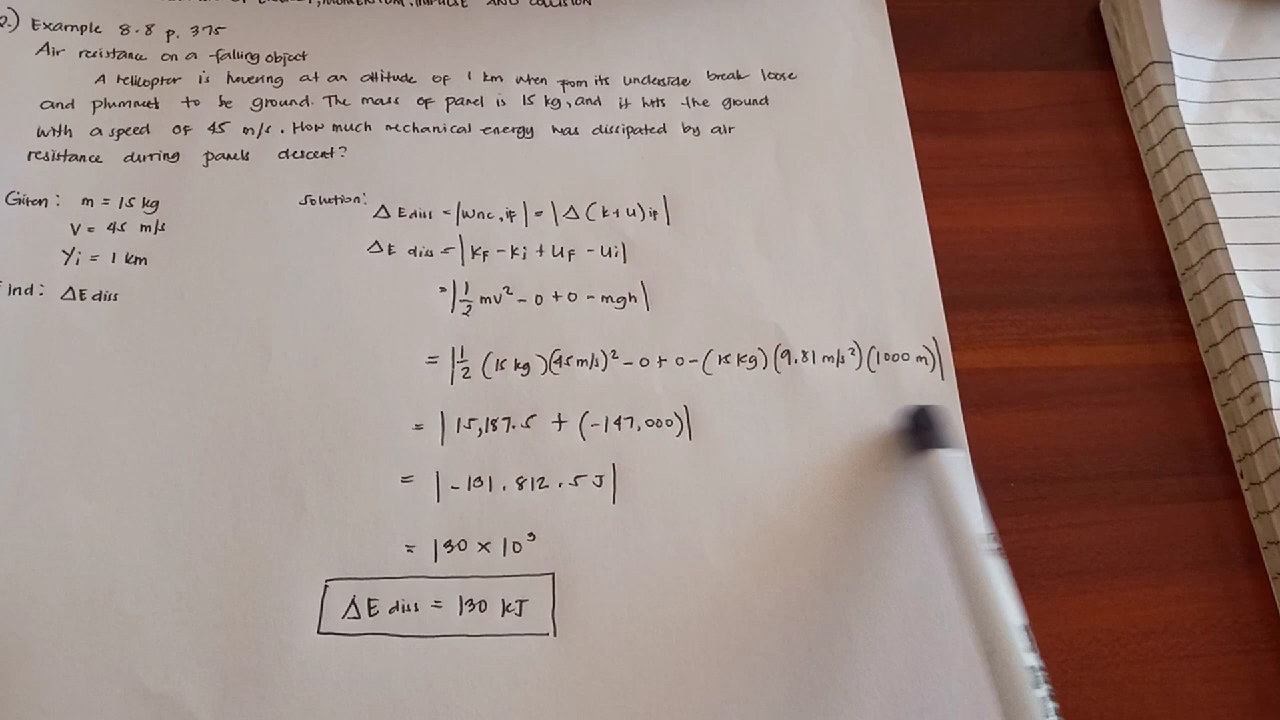 MOMENTUM, IMPULSE AND COLLISION
2.) Example 8.8 p. 375
Air resistance on a falling object
A helicopter is hovering at an altitude of 1 km when from its underside break loose
and plummet to be ground. The mass of panel is 15 kg, and it hits the ground
with a speed of 45 m/s. How much mechanical energy was dissipated by air
resistance during panels descent?
Given: m = 15 kg
V = 45 m/s
Yi = 1 km
ind: ΔE diss
Solution:
ΔE diss = |Wnc, if| = |Δ(k+u)if|
ΔE diss = |KF - Ki + UF - Ui|
= |1/2 mv² - 0 + 0 - mgh|
= |1/2 (15 kg)(45 m/s)² - 0 + 0 - (15 kg)(9.81 m/s²)(1000 m)|
= |15,187.5 + (-147,000)|
= |-131.812.5 J|
= 130 × 10³
ΔE diss = 130 kJ